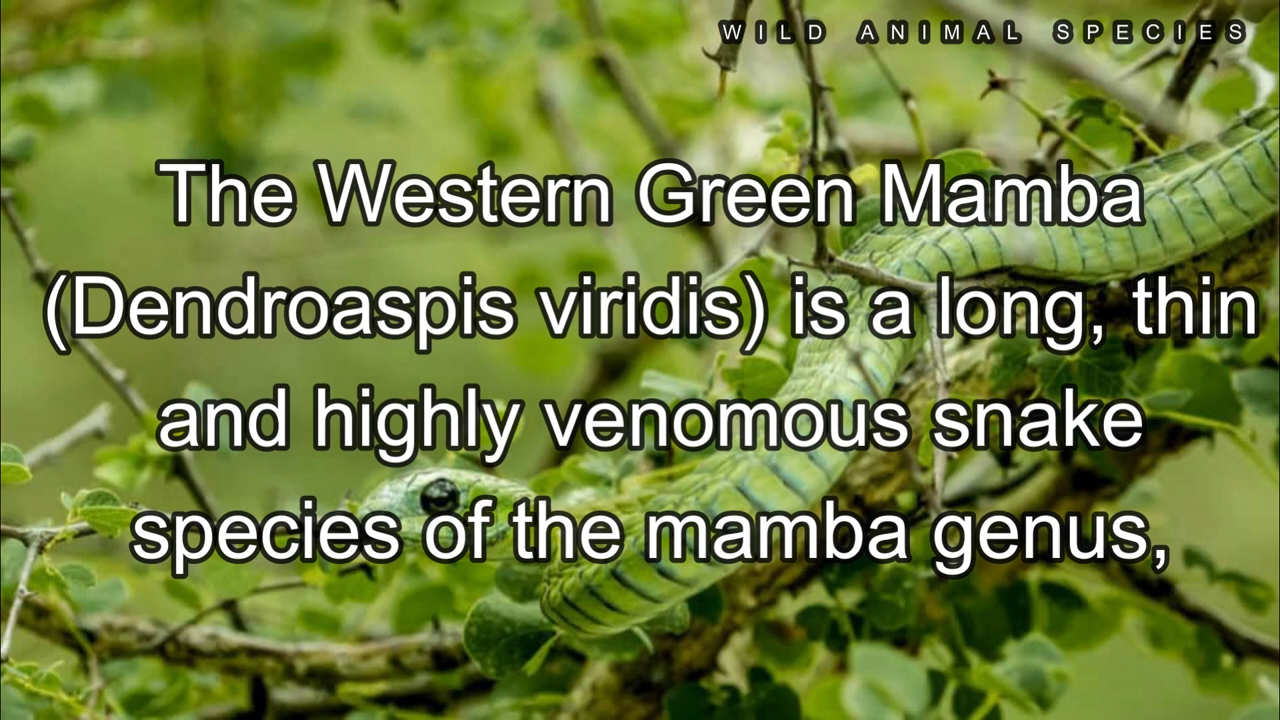 WILD ANIMAL SPECIES
The Western Green Mamba
(Dendroaspis viridis) is a long, thin
and highly venomous snake
species of the mamba genus,